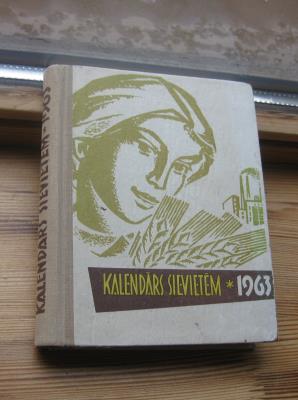 KALENDĀRS SIEVIETĒM - 1963
KALENDĀRS SIEVIETĒM * 1963